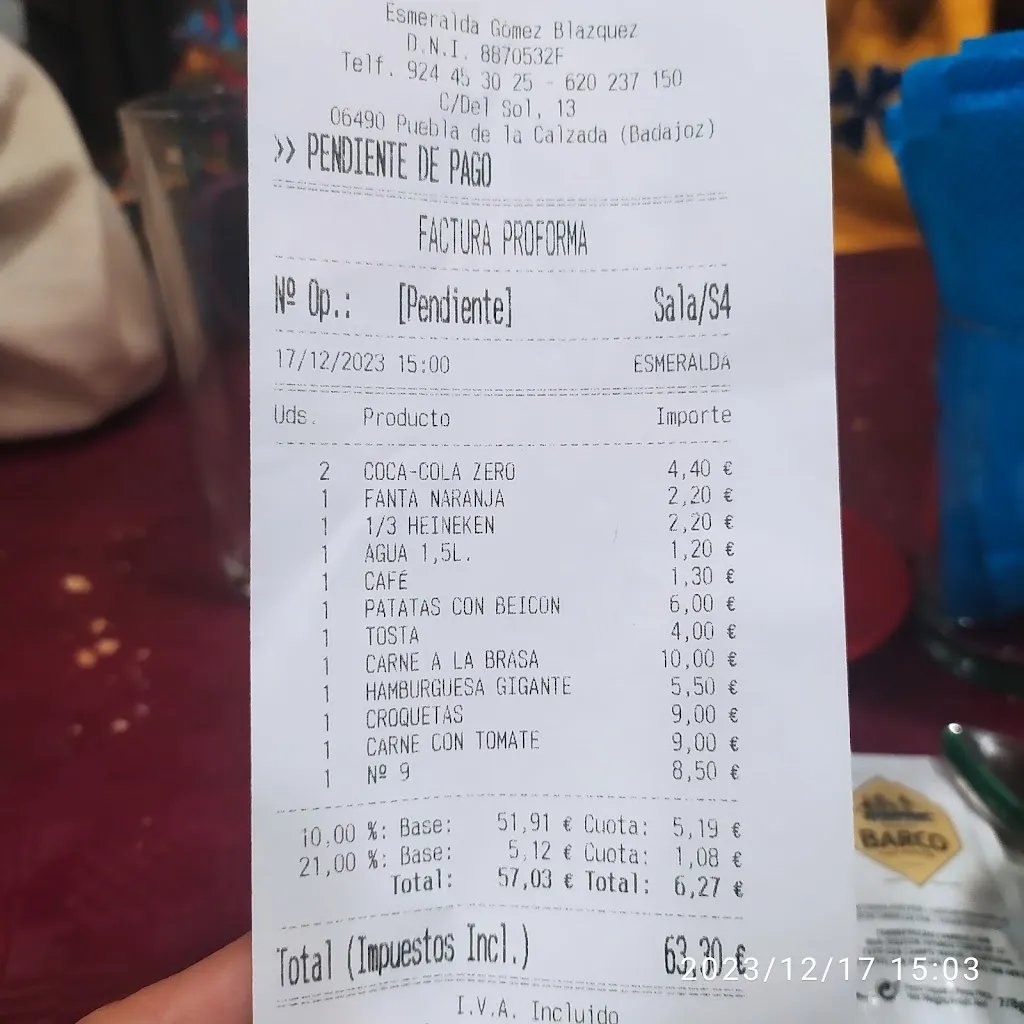 Esmeralda Gómez Blazquez
D.N.I. 8870532F
Telf. 924 45 30 25 - 620 237 150
C/Del Sol, 13
06490 Puebla de la Calzada (Badajoz)
>> PENDIENTE DE PAGO
FACTURA PROFORMA
Nº Op.: [Pendiente] Sala/S4
17/12/2023 15:00 ESMERALDA
Uds. Producto Importe
2 COCA-COLA ZERO 4,40 €
1 FANTA NARANJA 2,20 €
1 1/3 HEINEKEN 2,20 €
1 AGUA 1,5L. 1,20 €
1 CAFÉ 1,30 €
1 PATATAS CON BEICON 6,00 €
1 TOSTA 4,00 €
1 CARNE A LA BRASA 10,00 €
1 HAMBURGUESA GIGANTE 5,50 €
1 CROQUETAS 9,00 €
1 CARNE CON TOMATE 9,00 €
1 Nº 9 8,50 €
10,00 %: Base: 51,91 € Cuota: 5,19 €
21,00 %: Base: 5,12 € Cuota: 1,08 €
Total: 57,03 € Total: 6,27 €
Total (Impuestos Incl.) 63,30 €
I.V.A. Incluido
BARCO
2023/12/17 15:03